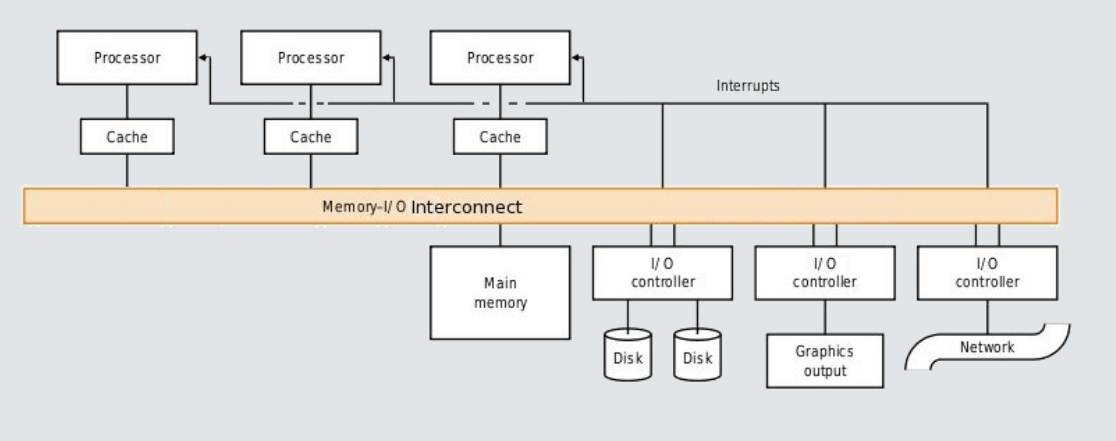 Processor
Processor
Processor
Interrupts
Cache
Cache
Cache
Memory-I/O Interconnect
Main
memory
I/O
controller
I/O
controller
I/O
controller
Disk
Disk
Graphics
output
Network